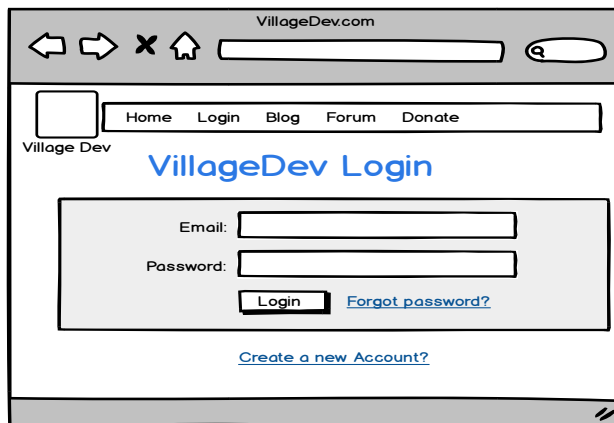 VillageDev.com
Home Login Blog Forum Donate
Village Dev
VillageDev Login
Email:
Password:
Login Forgot password?
Create a new Account?